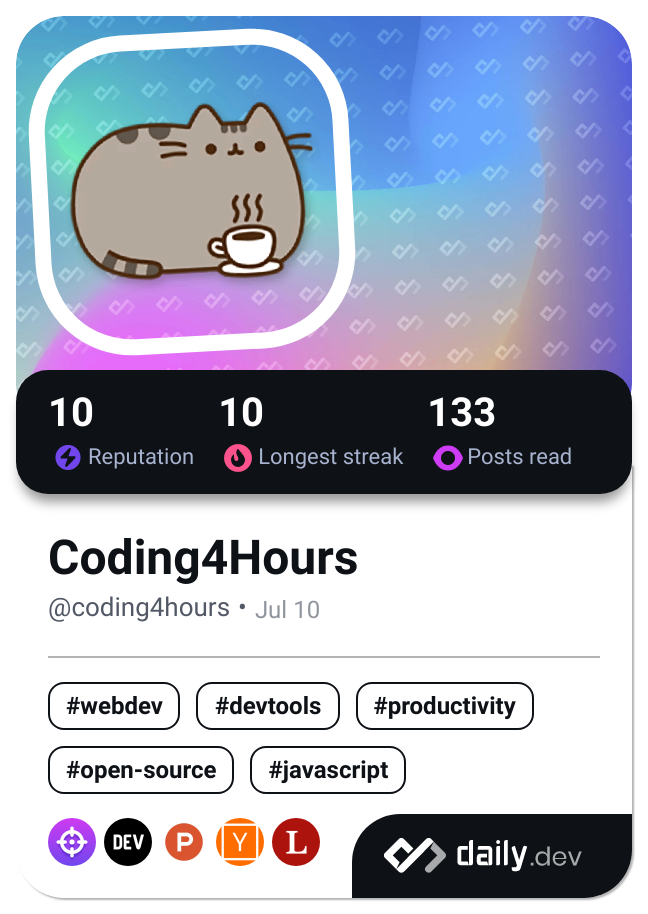 10 10 133
Reputation Longest streak Posts read
Coding4Hours
@coding4hours • Jul 10
#webdev #devtools #productivity
#open-source #javascript
DEV P Y L daily.dev